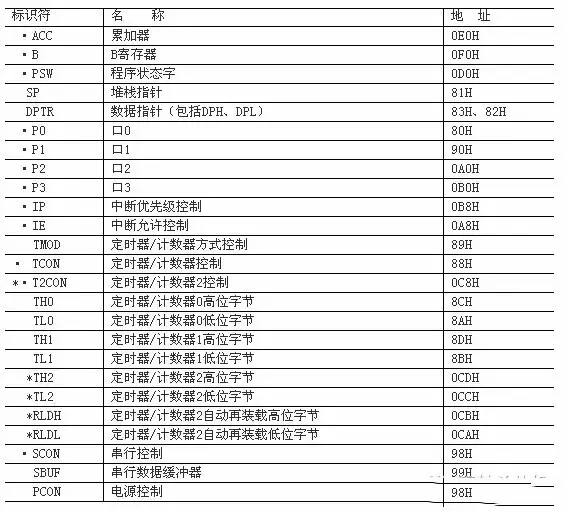 标识符 名 称 地 址
·ACC 累加器 0E0H
·B B寄存器 0F0H
·PSW 程序状态字 0D0H
SP 堆栈指针 81H
DPTR 数据指针（包括DPH、DPL） 83H、82H
·P0 口0 80H
·P1 口1 90H
·P2 口2 0A0H
·P3 口3 0B0H
·IP 中断优先级控制 0B8H
·IE 中断允许控制 0A8H
TMOD 定时器/计数器方式控制 89H
· TCON 定时器/计数器控制 88H
*·T2CON 定时器/计数器2控制 0C8H
TH0 定时器/计数器0高位字节 8CH
TL0 定时器/计数器0低位字节 8AH
TH1 定时器/计数器1高位字节 8DH
TL1 定时器/计数器1低位字节 8BH
*TH2 定时器/计数器2高位字节 0CDH
*TL2 定时器/计数器2低位字节 0CCH
*RLDH 定时器/计数器2自动再装载高位字节 0CBH
*RLDL 定时器/计数器2自动再装载低位字节 0CAH
·SCON 串行控制 98H
SBUF 串行数据缓冲器 99H
PCON 电源控制 98H